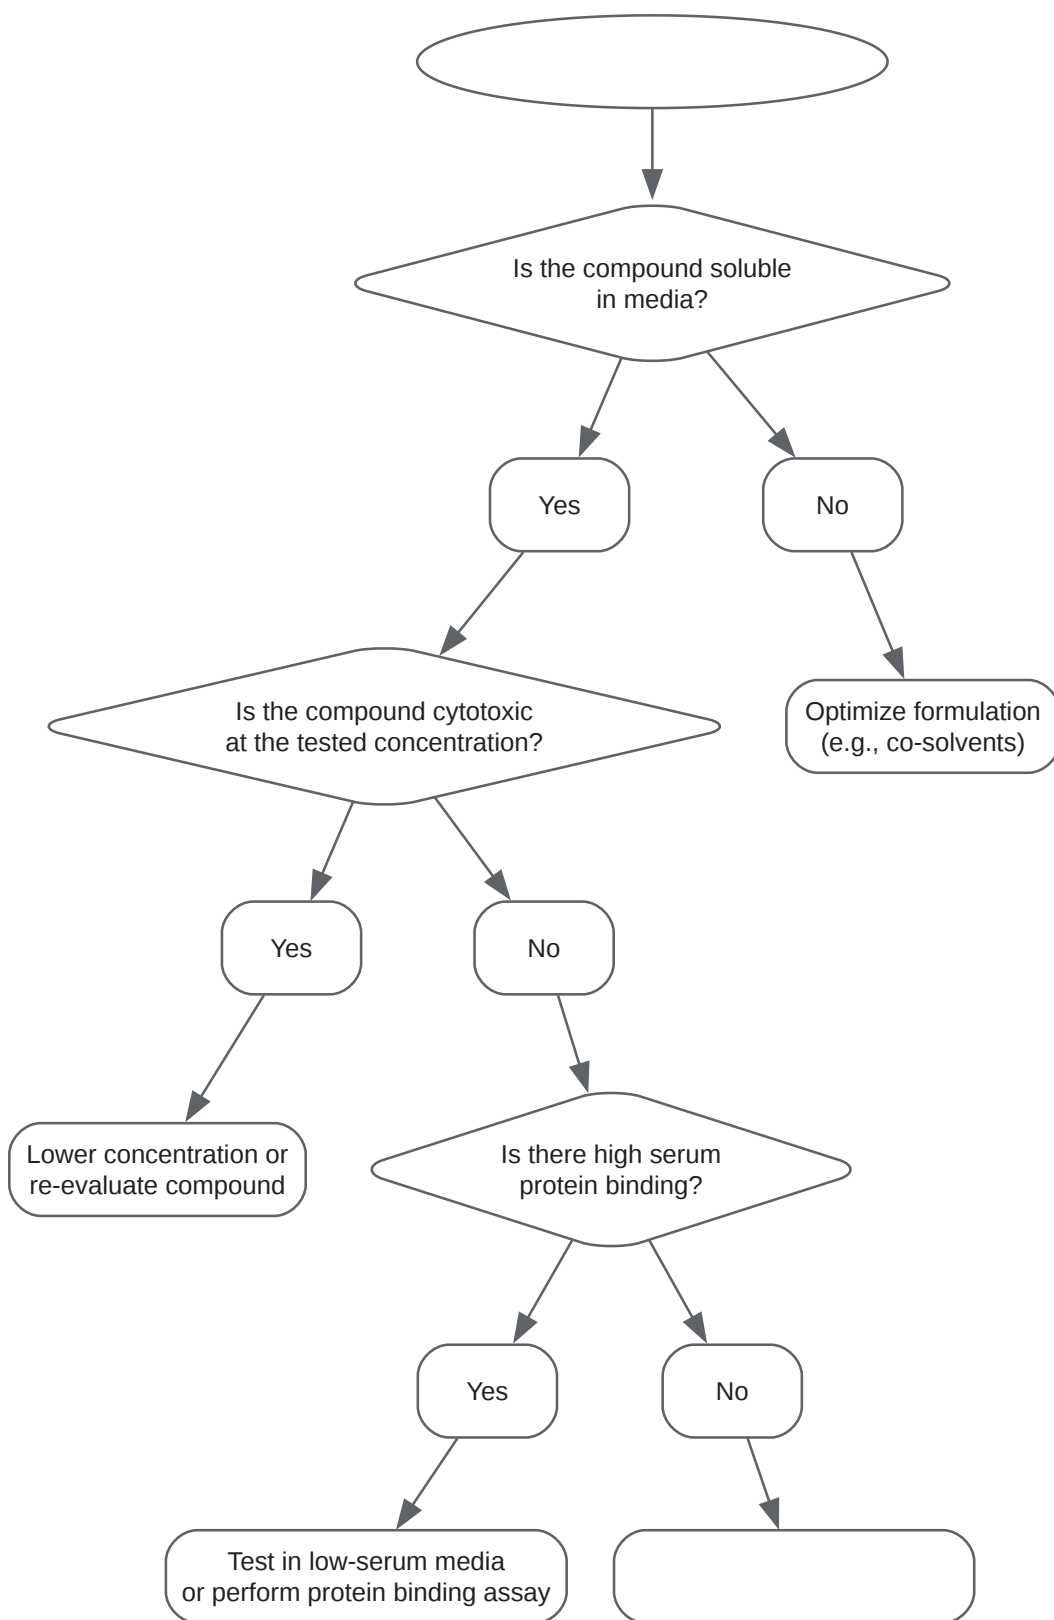 Is the compound soluble
in media?
Yes
No
Optimize formulation
(e.g., co-solvents)
Is the compound cytotoxic
at the tested concentration?
Yes
No
Lower concentration or
re-evaluate compound
Is there high serum
protein binding?
Yes
No
Test in low-serum media
or perform protein binding assay